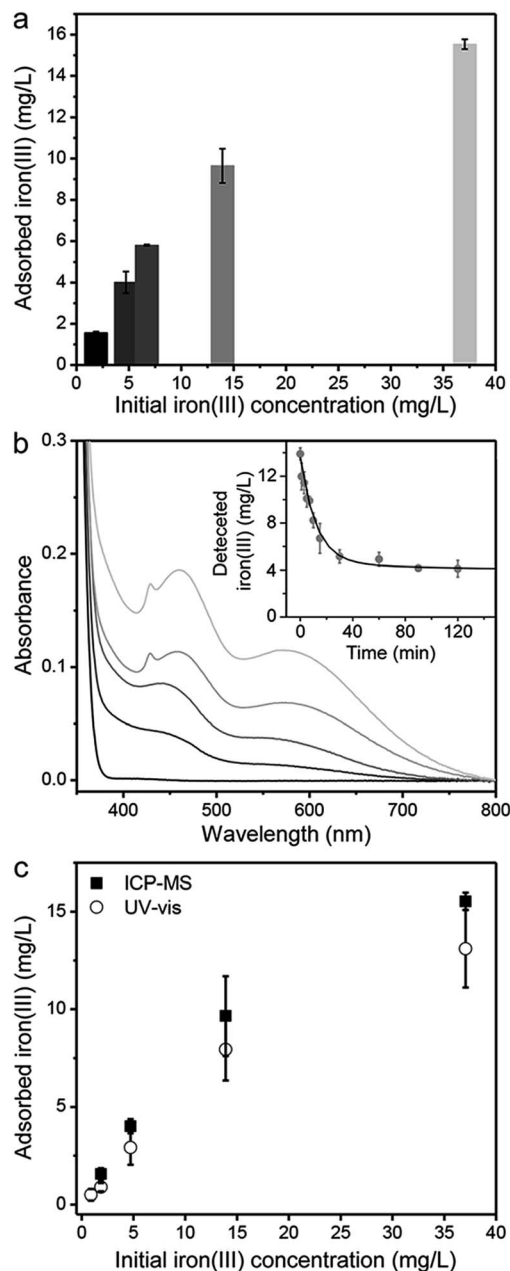 a
16
14
12
10
8
6
4
2
0
Adsorbed iron(III) (mg/L)
0 5 10 15 20 25 30 35 40
Initial iron(III) concentration (mg/L)
b
0.3
0.2
0.1
0.0
Absorbance
400 500 600 700 800
Wavelength (nm)
12
8
4
0
Deteceted
iron(III) (mg/L)
0 40 80 120
Time (min)
c
ICP-MS
UV-vis
15
10
5
0
Adsorbed iron(III) (mg/L)
0 5 10 15 20 25 30 35 40
Initial iron(III) concentration (mg/L)